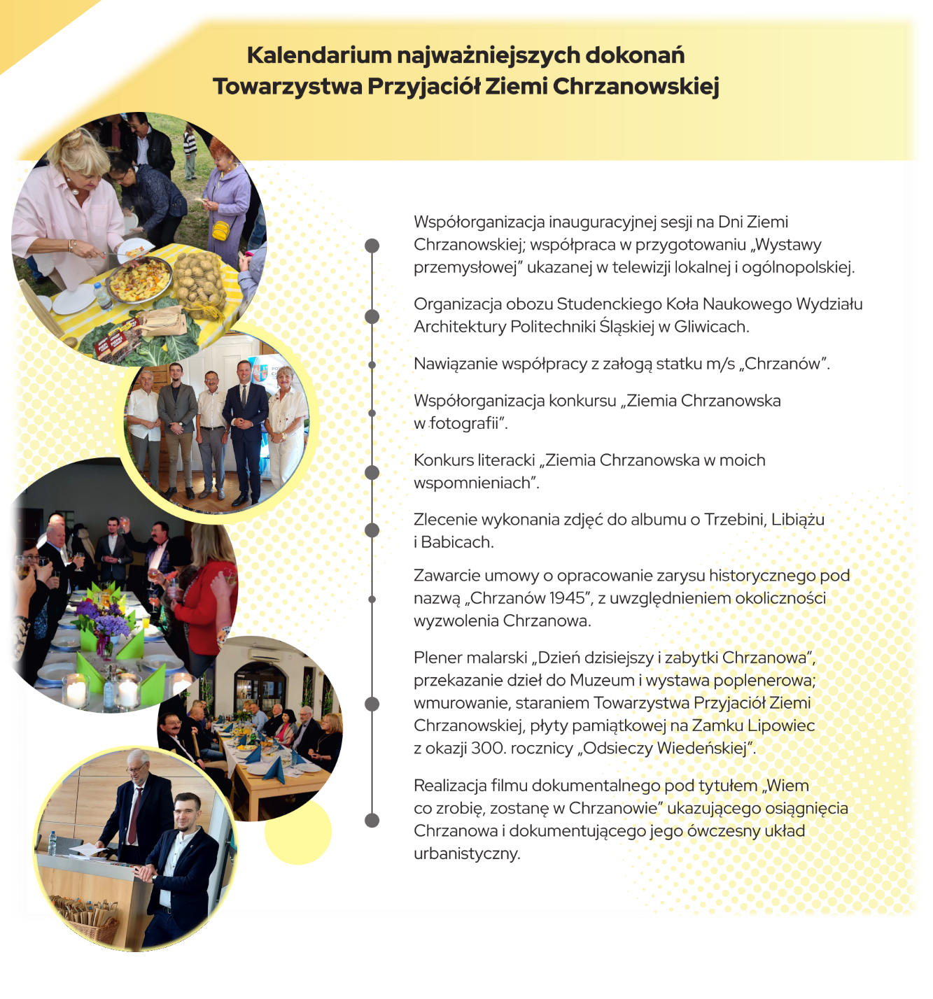 Kalendarium najważniejszych dokonań
Towarzystwa Przyjaciół Ziemi Chrzanowskiej
Współorganizacja inauguracyjnej sesji na Dni Ziemi
Chrzanowskiej; współpraca w przygotowaniu „Wystawy
przemysłowej” ukazanej w telewizji lokalnej i ogólnopolskiej.
Organizacja obozu Studenckiego Koła Naukowego Wydziału
Architektury Politechniki Śląskiej w Gliwicach.
Nawiązanie współpracy z załogą statku m/s „Chrzanów”.
Współorganizacja konkursu „Ziemia Chrzanowska
w fotografii”.
Konkurs literacki „Ziemia Chrzanowska w moich
wspomnieniach”.
Zlecenie wykonania zdjęć do albumu o Trzebini, Libiążu
i Babicach.
Zawarcie umowy o opracowanie zarysu historycznego pod
nazwą „Chrzanów 1945”, z uwzględnieniem okoliczności
wyzwolenia Chrzanowa.
Plener malarski „Dzień dzisiejszy i zabytki Chrzanowa”,
przekazanie dzieł do Muzeum i wystawa poplenerowa;
wmurowanie, staraniem Towarzystwa Przyjaciół Ziemi
Chrzanowskiej, płyty pamiątkowej na Zamku Lipowiec
z okazji 300. rocznicy „Odsieczy Wiedeńskiej”.
Realizacja filmu dokumentalnego pod tytułem „Wiem
co zrobię, zostanę w Chrzanowie” ukazującego osiągnięcia
Chrzanowa i dokumentującego jego ówczesny układ
urbanistyczny.